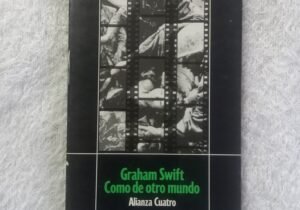 Graham Swift
Como de otro mundo
Alianza Cuatro